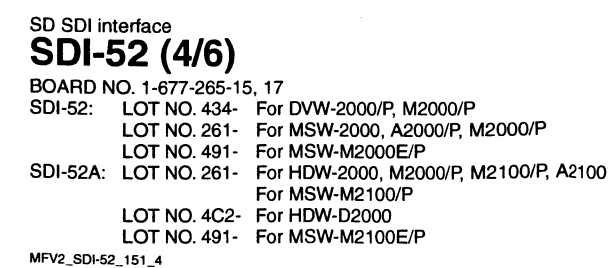 SD SDI interface
SDI-52 (4/6)
BOARD NO. 1-677-265-15, 17
SDI-52: LOT NO. 434- For DVW-2000/P, M2000/P
LOT NO. 261- For MSW-2000, A2000/P, M2000/P
LOT NO. 491- For MSW-M2000E/P
SDI-52A: LOT NO. 261- For HDW-2000, M2000/P, M2100/P, A2100
For MSW-M2100/P
LOT NO. 4C2- For HDW-D2000
LOT NO. 491- For MSW-M2100E/P
MFV2_SDI-52_151_4